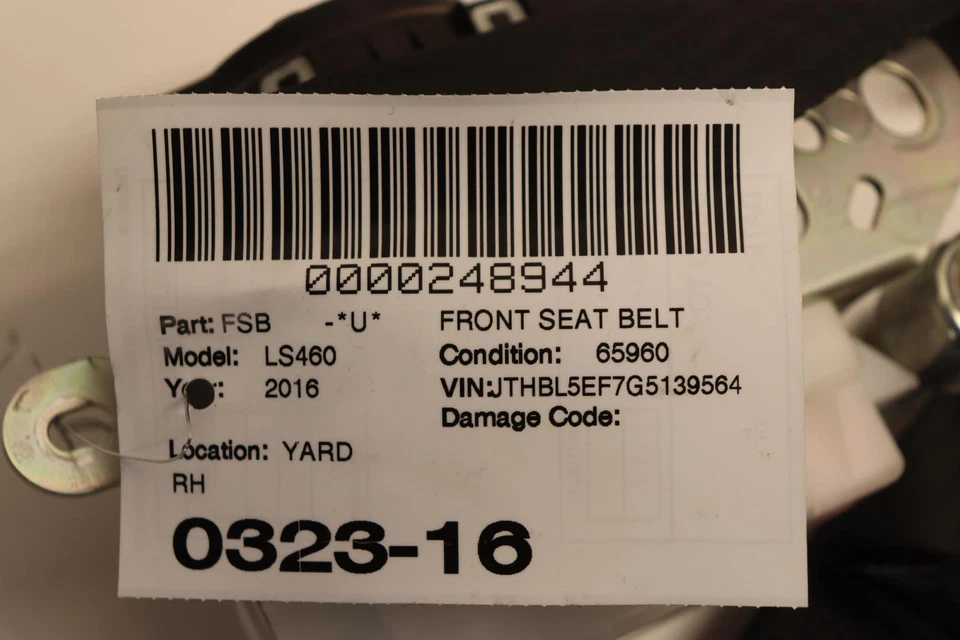 0000248944
Part: FSB -*U* FRONT SEAT BELT
Model: LS460 Condition: 65960
2016 VIN:JTHBL5EF7G5139564
Damage Code:
Location: YARD
RH
0323-16